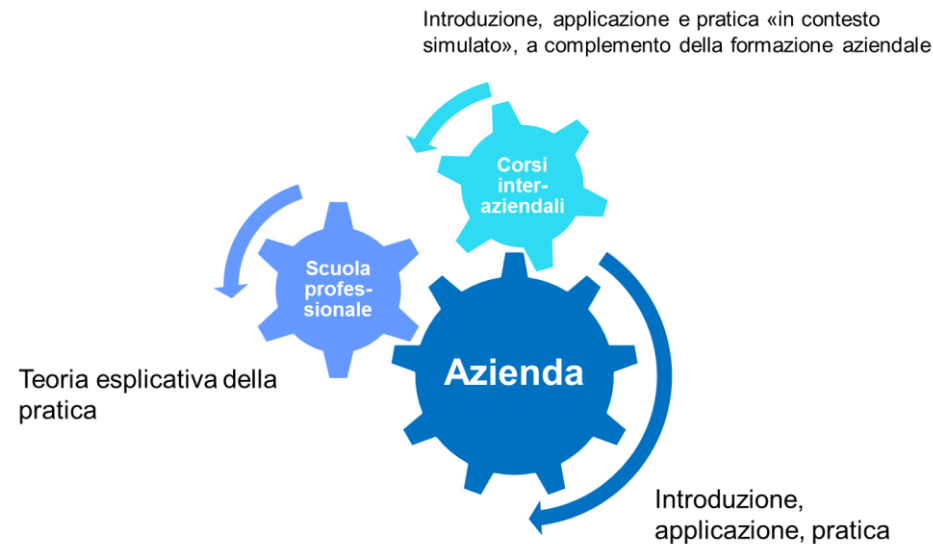 Introduzione, applicazione e pratica «in contesto
simulato», a complemento della formazione aziendale
Corsi
inter-
aziendali
Scuola
profes-
sionale
Azienda
Teoria esplicativa della
pratica
Introduzione,
applicazione, pratica